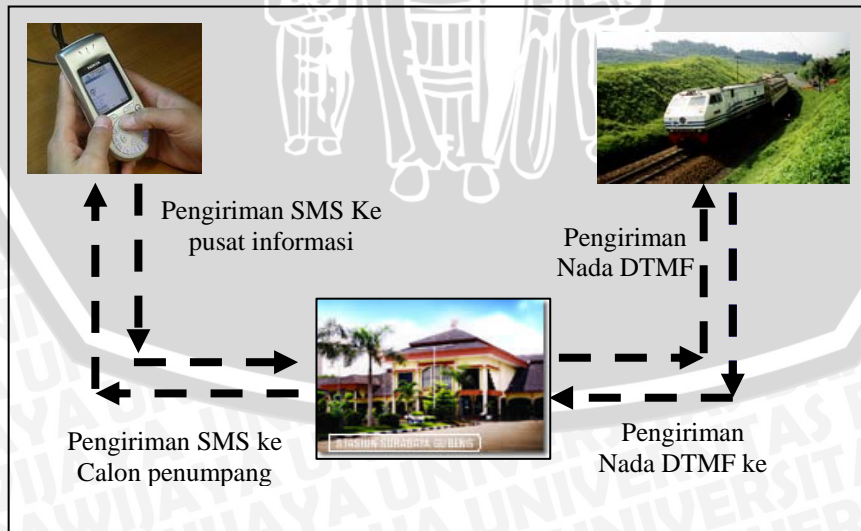 Pengiriman SMS Ke
pusat informasi
Pengiriman
Nada DTMF
STASIUN SURABAYA GUBENG
Pengiriman SMS ke
Calon penumpang
Pengiriman
Nada DTMF ke